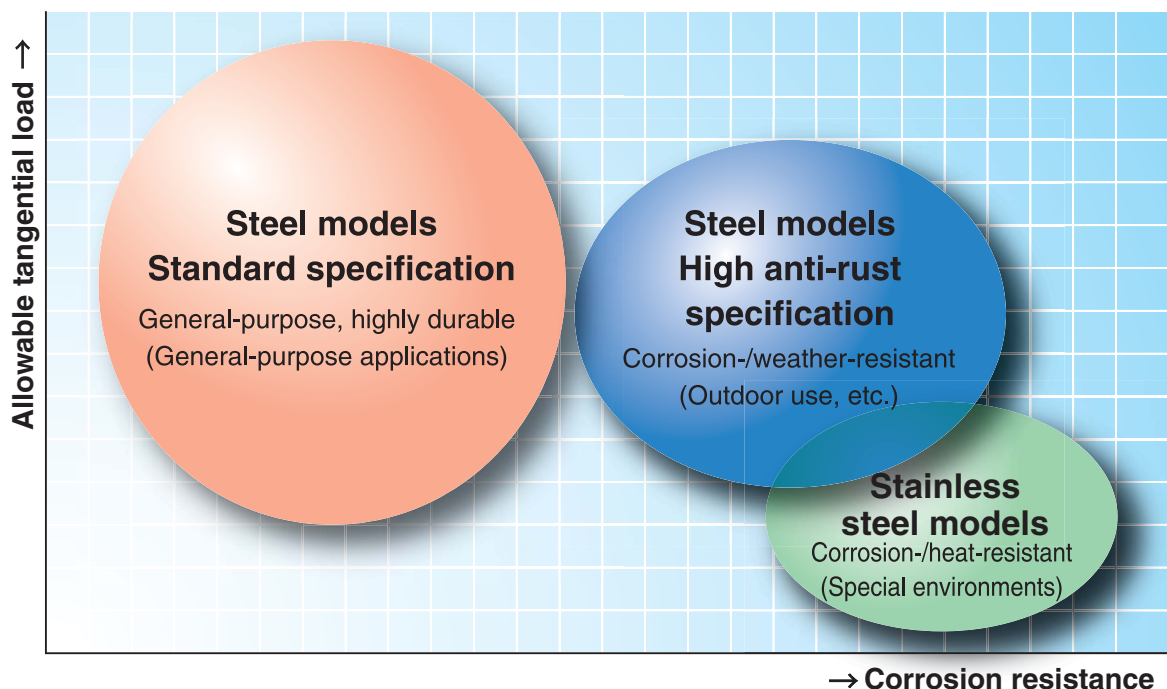 Allowable tangential load →
Steel models
Standard specification
General-purpose, highly durable
(General-purpose applications)
Steel models
High anti-rust
specification
Corrosion-/weather-resistant
(Outdoor use, etc.)
Stainless
steel models
Corrosion-/heat-resistant
(Special environments)
→ Corrosion resistance